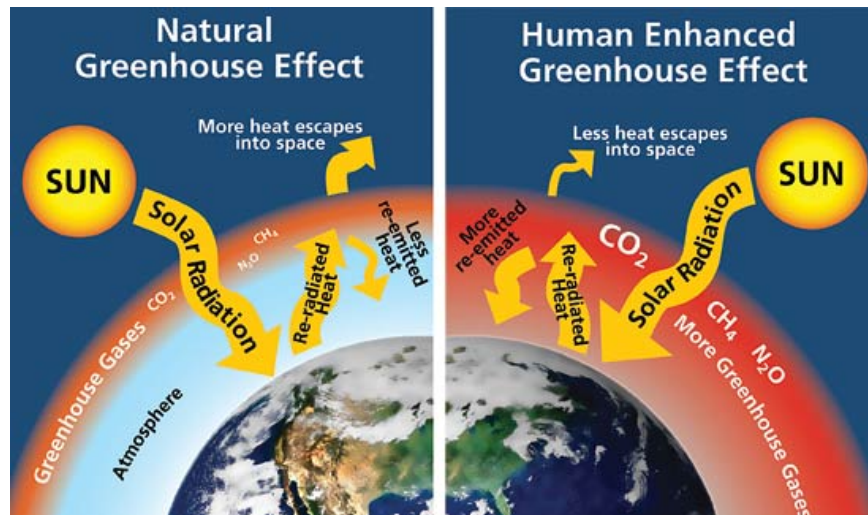 Natural
Greenhouse Effect
More heat escapes
into space
SUN
Solar Radiation
CH₄
N₂O
CO₂
Less
re-emitted
heat
Re-radiated
Heat
Greenhouse Gases
Atmosphere
Human Enhanced
Greenhouse Effect
Less heat escapes
into space
SUN
More
re-emitted
heat
CO₂
Re-radiated
Heat
Solar Radiation
CH₄
N₂O
More Greenhouse Gases